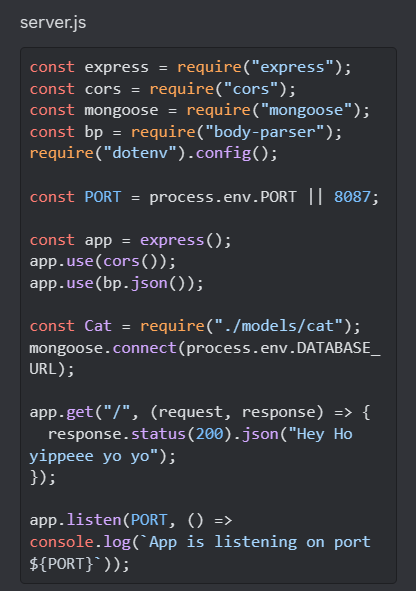 server.js
const express = require("express");
const cors = require("cors");
const mongoose = require("mongoose");
const bp = require("body-parser");
require("dotenv").config();
const PORT = process.env.PORT || 8087;
const app = express();
app.use(cors());
app.use(bp.json());
const Cat = require("./models/cat");
mongoose.connect(process.env.DATABASE_
URL);
app.get("/", (request, response) => {
  response.status(200).json("Hey Ho
yippeee yo yo");
});
app.listen(PORT, () =>
console.log(`App is listening on port
${PORT}`));